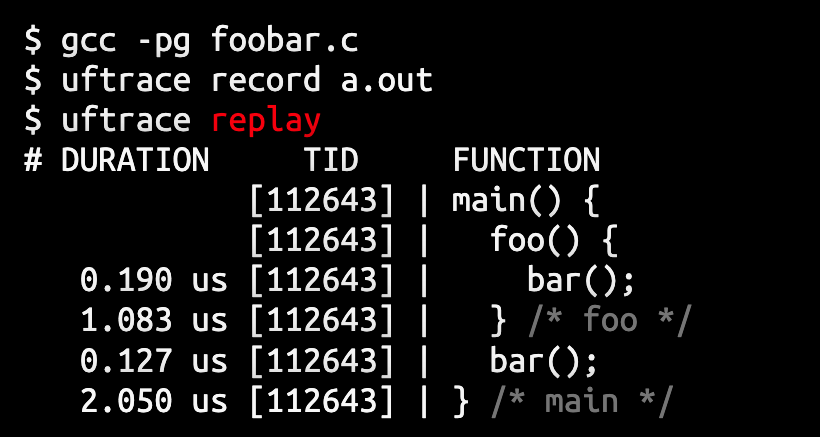 $ gcc -pg foobar.c
$ uftrace record a.out
$ uftrace replay
# DURATION     TID     FUNCTION
            [112643] | main() {
            [112643] |   foo() {
   0.190 us [112643] |     bar();
   1.083 us [112643] |   } /* foo */
   0.127 us [112643] |   bar();
   2.050 us [112643] | } /* main */